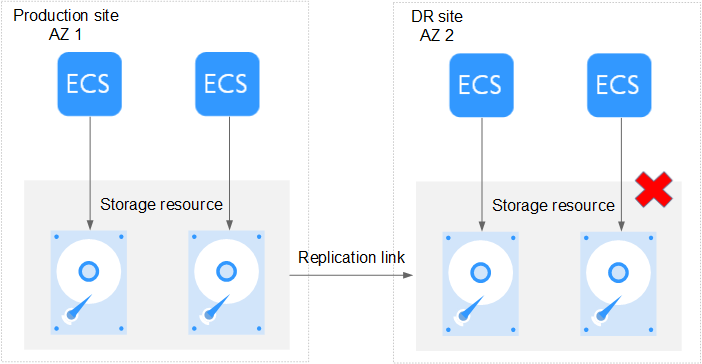 Production site
AZ 1
ECS
ECS
Storage resource
Replication link
DR site
AZ 2
ECS
ECS
Storage resource